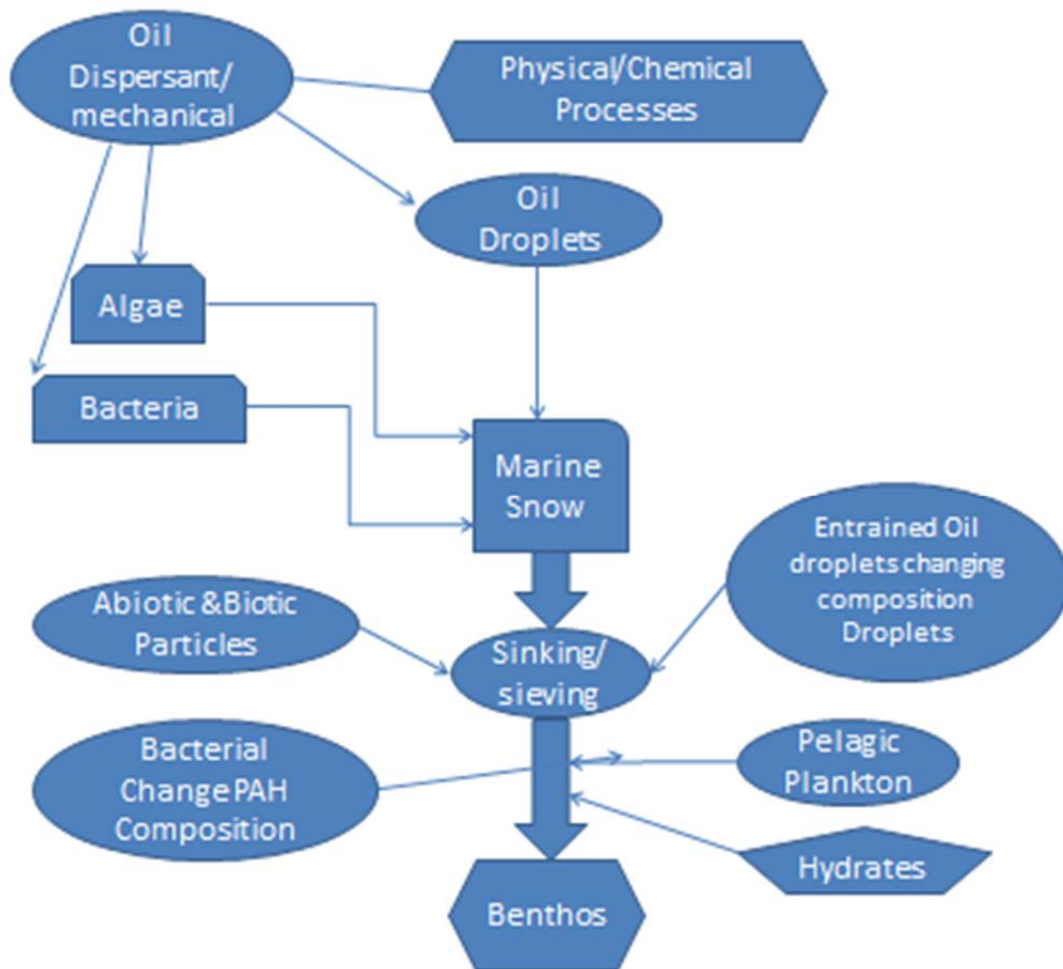 Oil
Dispersant/
mechanical
Physical/Chemical
Processes
Oil
Droplets
Algae
Bacteria
Marine
Snow
Entrained Oil
droplets changing
composition
Droplets
Abiotic &Biotic
Particles
Sinking/
sieving
Bacterial
Change PAH
Composition
Pelagic
Plankton
Hydrates
Benthos